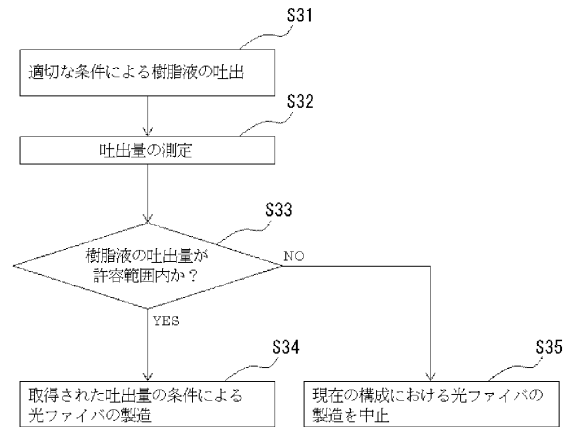 S31
適切な条件による樹脂液の吐出
S32
吐出量の測定
S33
樹脂液の吐出量が
許容範囲内か？
NO
YES
S34
取得された吐出量の条件による
光ファイバの製造
S35
現在の構成における光ファイバの
製造を中止